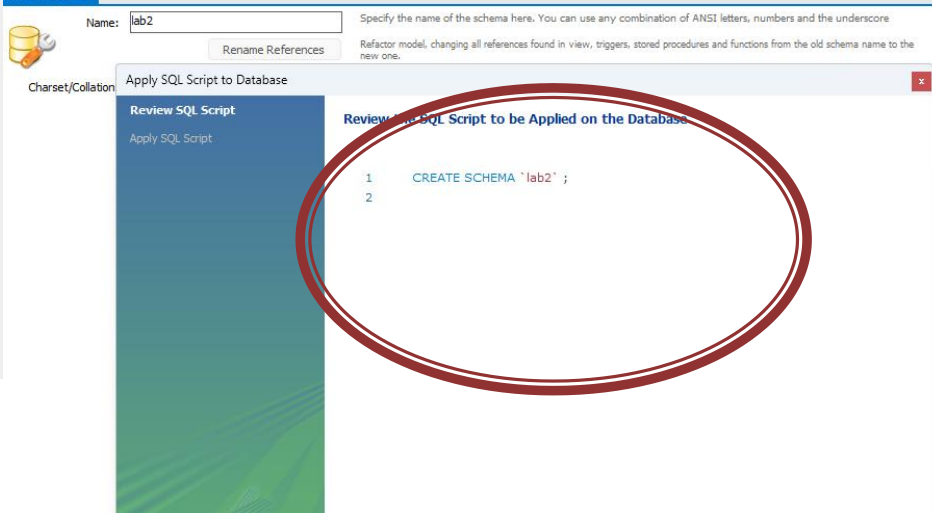 Name: lab2
Specify the name of the schema here. You can use any combination of ANSI letters, numbers and the underscore
Rename References
Refactor model, changing all references found in view, triggers, stored procedures and functions from the old schema name to the
new one.
Charset/Collation
Apply SQL Script to Database
x
Review SQL Script
Apply SQL Script
Review the SQL Script to be Applied on the Database
1 CREATE SCHEMA `lab2` ;
2